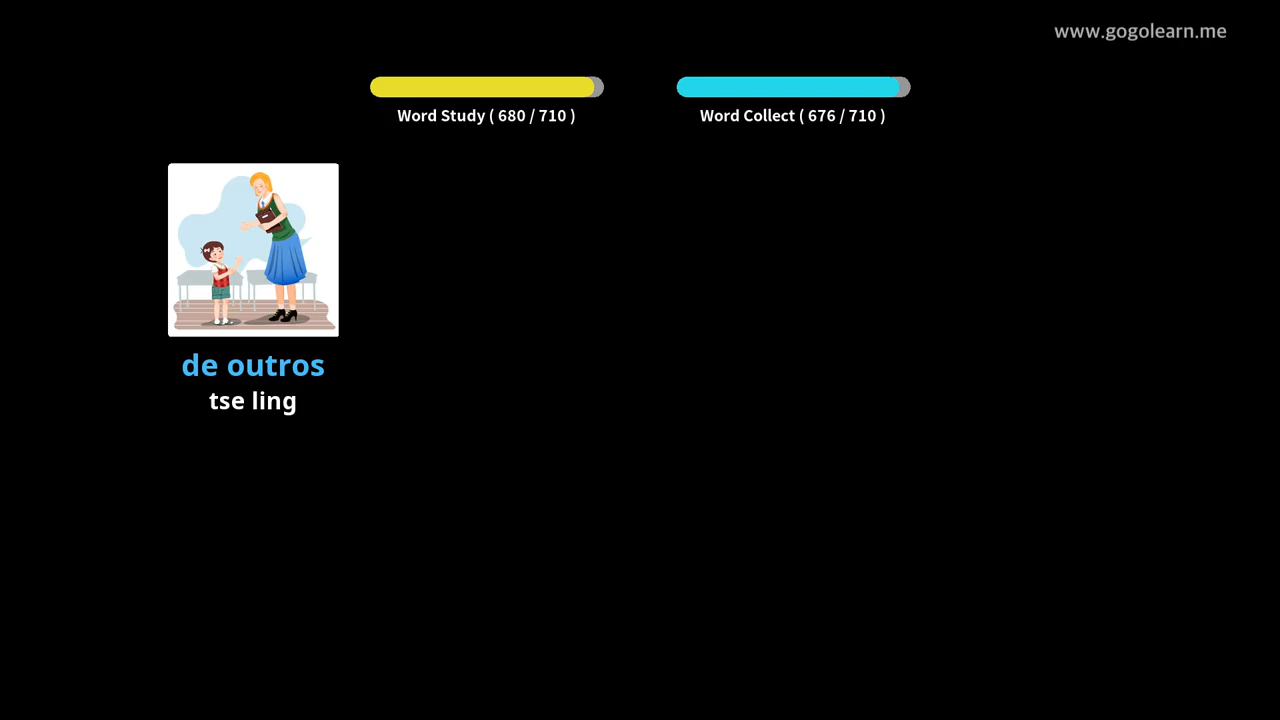 www.gogolearn.me
Word Study ( 680 / 710 )
Word Collect ( 676 / 710 )
de outros
tse ling